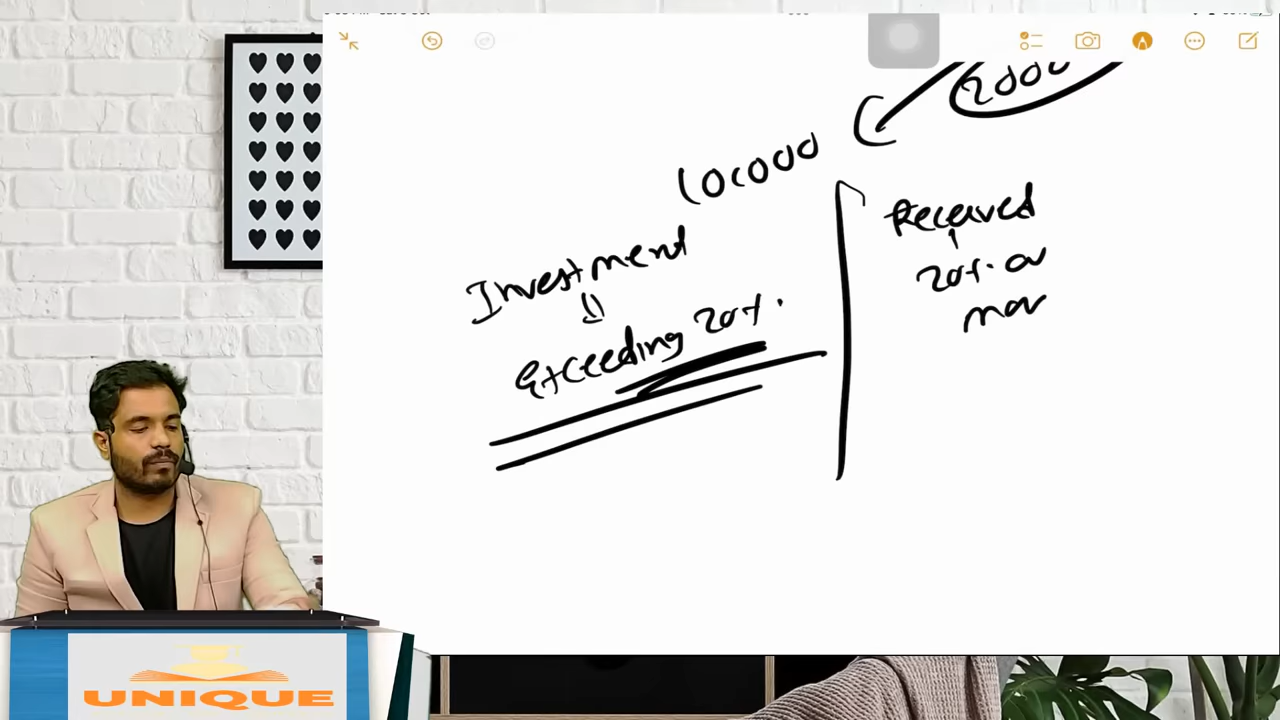 2000
10000
Investment
Exceeding 20%.
Received
20% or
mor
UNIQUE